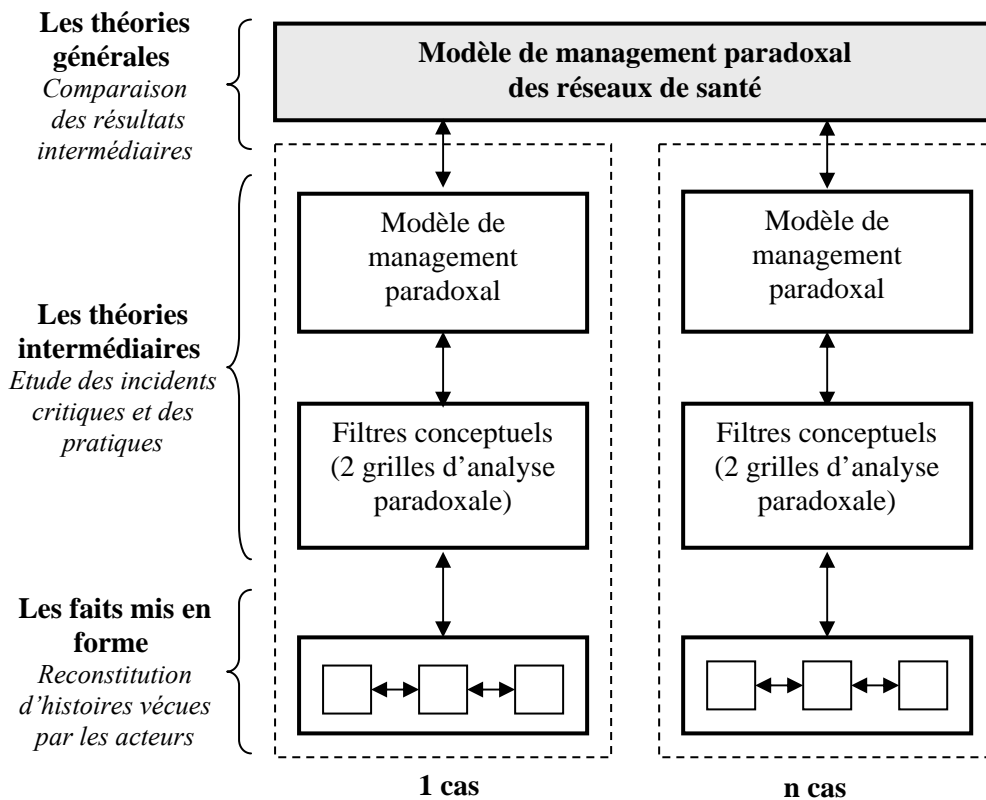 Les théories
générales
Comparaison
des résultats
intermédiaires
Modèle de management paradoxal
des réseaux de santé
Les théories
intermédiaires
Etude des incidents
critiques et des
pratiques
Modèle de
management
paradoxal
Modèle de
management
paradoxal
Filtres conceptuels
(2 grilles d’analyse
paradoxale)
Filtres conceptuels
(2 grilles d’analyse
paradoxale)
Les faits mis en
forme
Reconstitution
d’histoires vécues
par les acteurs
1 cas
n cas